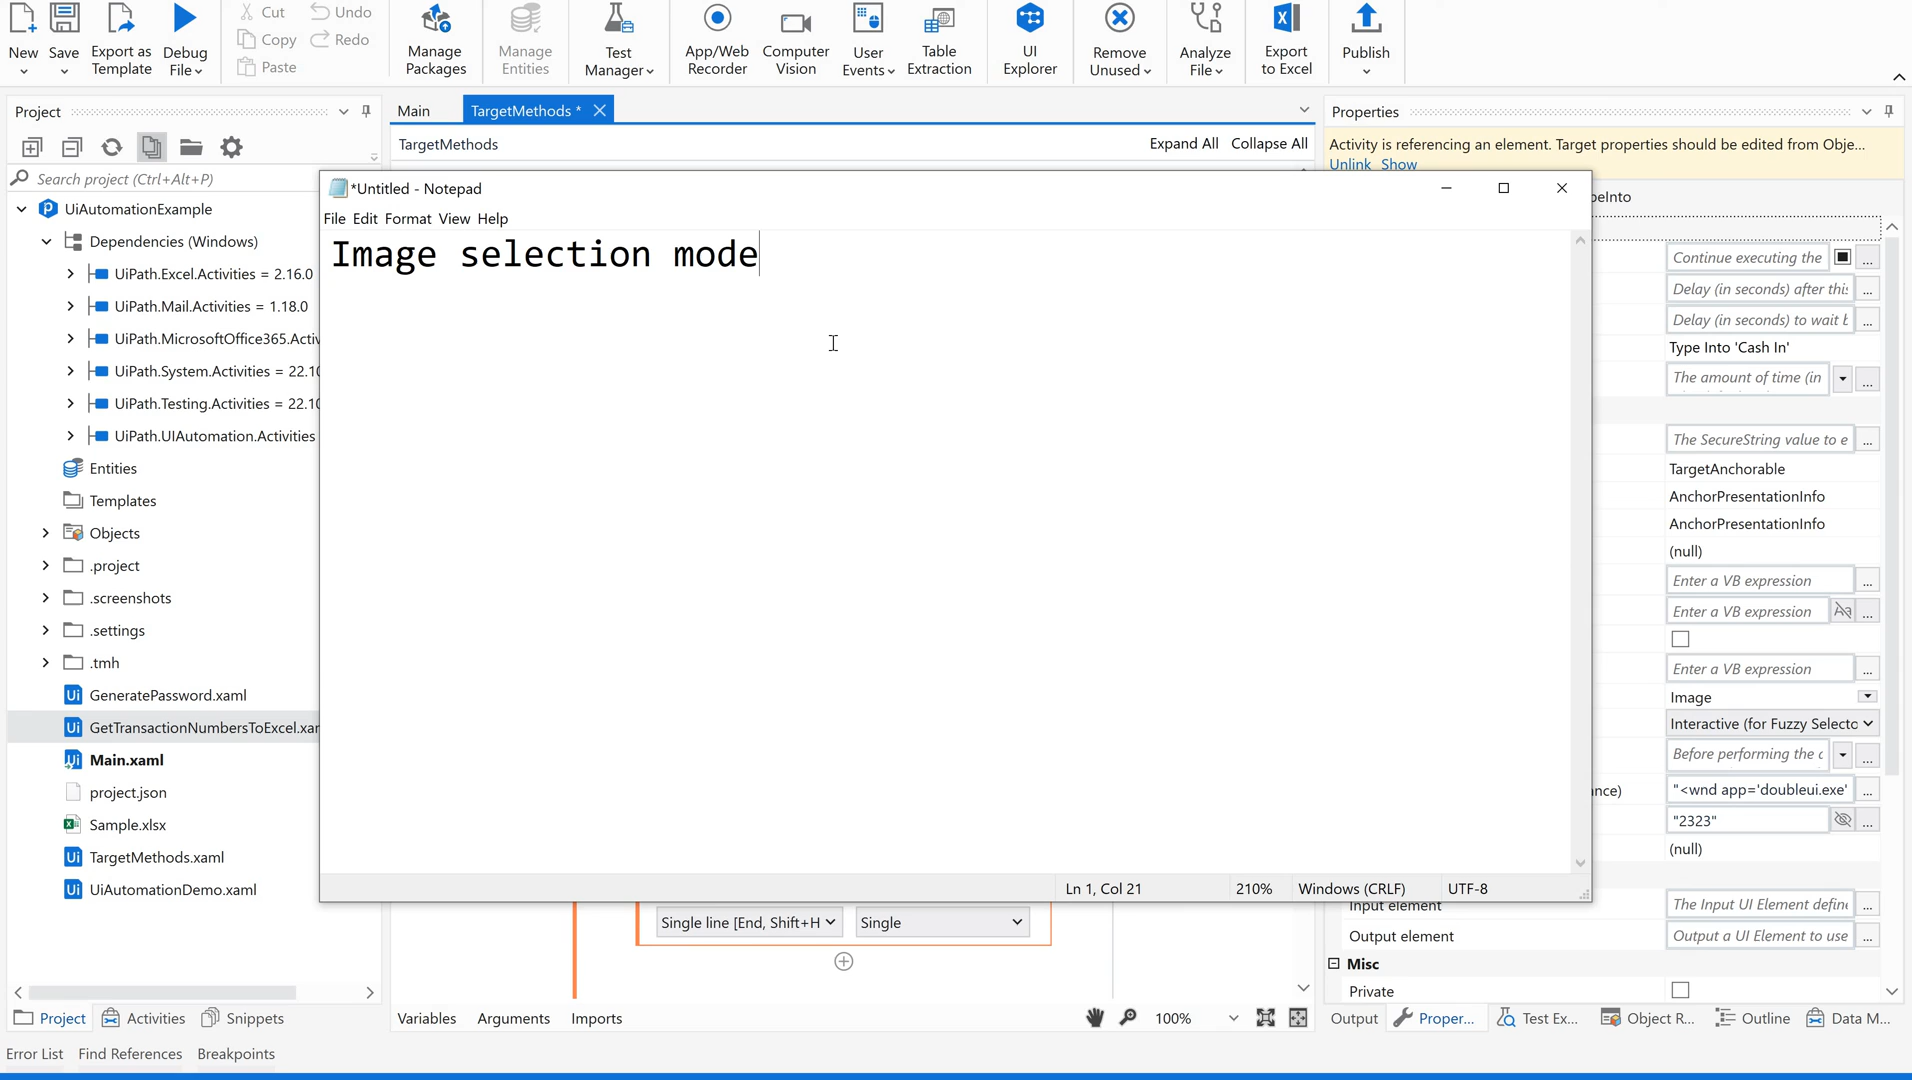 New
Save
Export as
Template
Debug
File
Cut
Copy
Paste
Undo
Redo
Manage
Packages
Manage
Entities
Test
Manager
App/Web
Recorder
Computer
Vision
User
Events
Table
Extraction
UI
Explorer
Remove
Unused
Analyze
File
Export
to Excel
Publish
Project
Search project (Ctrl+Alt+P)
UiAutomationExample
Dependencies (Windows)
UiPath.Excel.Activities = 2.16.0
UiPath.Mail.Activities = 1.18.0
UiPath.MicrosoftOffice365.Activ
UiPath.System.Activities = 22.10
UiPath.Testing.Activities = 22.10
UiPath.UIAutomation.Activities
Entities
Templates
Objects
.project
.screenshots
.settings
.tmh
GeneratePassword.xaml
GetTransactionNumbersToExcel.xar
Main.xaml
project.json
Sample.xlsx
TargetMethods.xaml
UiAutomationDemo.xaml
Project
Activities
Snippets
Error List
Find References
Breakpoints
Main
TargetMethods *
TargetMethods
Expand All
Collapse All
*Untitled - Notepad
File Edit Format View Help
Image selection mode
Ln 1, Col 21
210%
Windows (CRLF)
UTF-8
Single line [End, Shift+H
Single
Variables
Arguments
Imports
100%
Properties
Activity is referencing an element. Target properties should be edited from Obje...
Unlink Show
peInto
Continue executing the
Delay (in seconds) after this
Delay (in seconds) to wait b
Type Into 'Cash In'
The amount of time (in
The SecureString value to e
TargetAnchorable
AnchorPresentationInfo
AnchorPresentationInfo
(null)
Enter a VB expression
Enter a VB expression
Enter a VB expression
Image
Interactive (for Fuzzy Selecto
Before performing the c
nce)
"<wnd app='doubleui.exe'
"2323"
(null)
Input element
The Input UI Element define
Output element
Output a UI Element to use
Misc
Private
Output
Proper...
Test Ex...
Object R...
Outline
Data M...